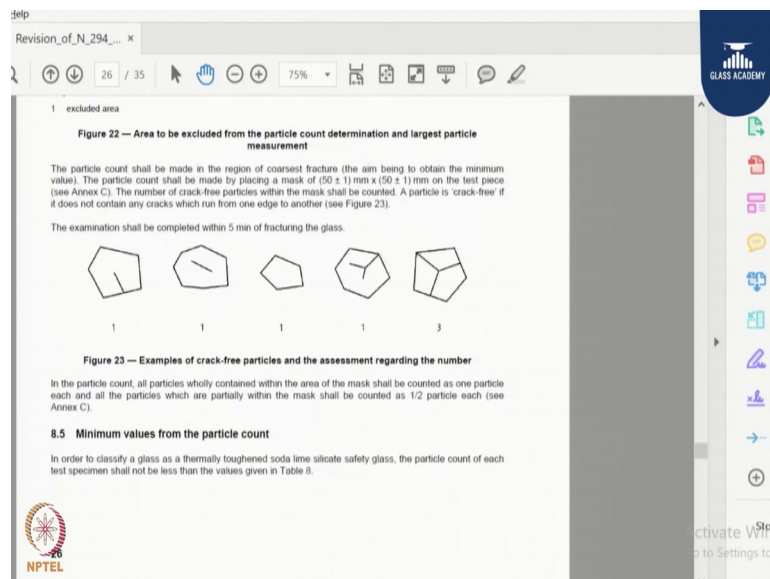 Help
Revision_of_N_294_... ×
26 / 35
75%
GLASS ACADEMY
1 excluded area
Figure 22 — Area to be excluded from the particle count determination and largest particle
measurement
The particle count shall be made in the region of coarsest fracture (the aim being to obtain the minimum
value). The particle count shall be made by placing a mask of (50 ± 1) mm x (50 ± 1) mm on the test piece
(see Annex C). The number of crack-free particles within the mask shall be counted. A particle is 'crack-free' if
it does not contain any cracks which run from one edge to another (see Figure 23).
The examination shall be completed within 5 min of fracturing the glass.
1 1 1 1 3
Figure 23 — Examples of crack-free particles and the assessment regarding the number
In the particle count, all particles wholly contained within the area of the mask shall be counted as one particle
each and all the particles which are partially within the mask shall be counted as 1/2 particle each (see
Annex C).
8.5 Minimum values from the particle count
In order to classify a glass as a thermally toughened soda lime silicate safety glass, the particle count of each
test specimen shall not be less than the values given in Table 8.
26
NPTEL